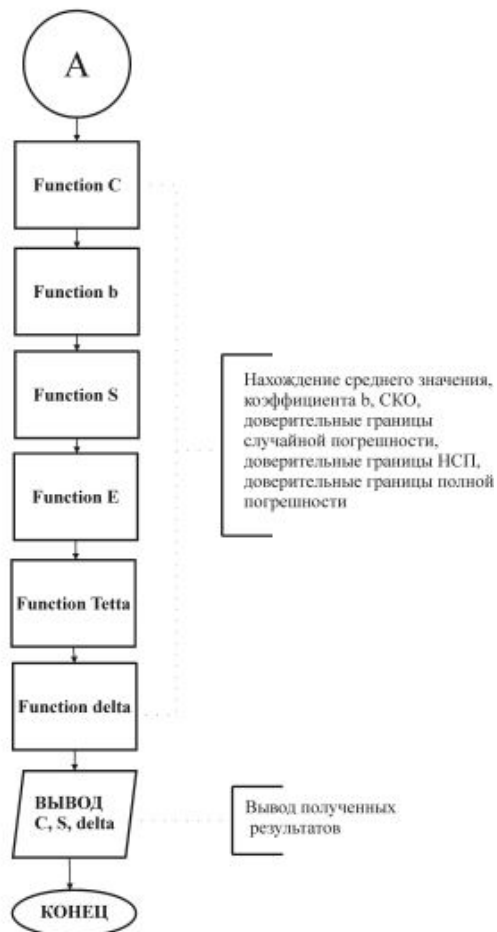 A
Function C
Function b
Function S
Function E
Function Tetta
Function delta
Нахождение среднего значения,
коэффициента b, СКО,
доверительные границы
случайной погрешности,
доверительные границы НСП,
доверительные границы полной
погрешности
ВЫВОД
C, S, delta
Вывод полученных
результатов
КОНЕЦ